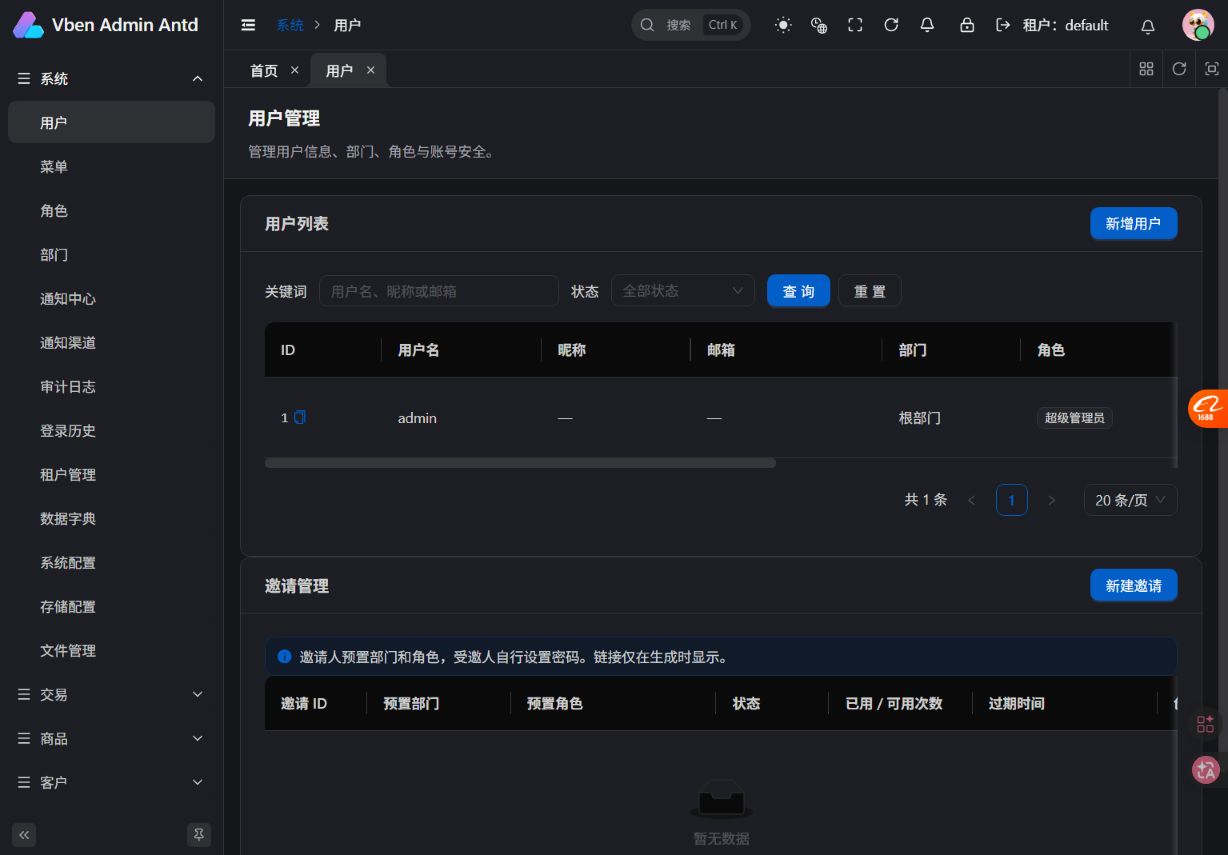 Vben Admin Antd
系统 > 用户
搜索 Ctrl K
租户：default
首页 × 用户 ×
系统
用户
菜单
角色
部门
通知中心
通知渠道
审计日志
登录历史
租户管理
数据字典
系统配置
存储配置
文件管理
交易
商品
客户
用户管理
管理用户信息、部门、角色与账号安全。
用户列表
新增用户
关键词 用户名、昵称或邮箱 状态 全部状态 查 询 重 置
ID 用户名 昵称 邮箱 部门 角色
1 admin — — 根部门 超级管理员
共 1 条 < 1 > 20 条/页
邀请管理
新建邀请
邀请人预置部门和角色，受邀人自行设置密码。链接仅在生成时显示。
邀请 ID 预置部门 预置角色 状态 已用 / 可用次数 过期时间
暂无数据
1688